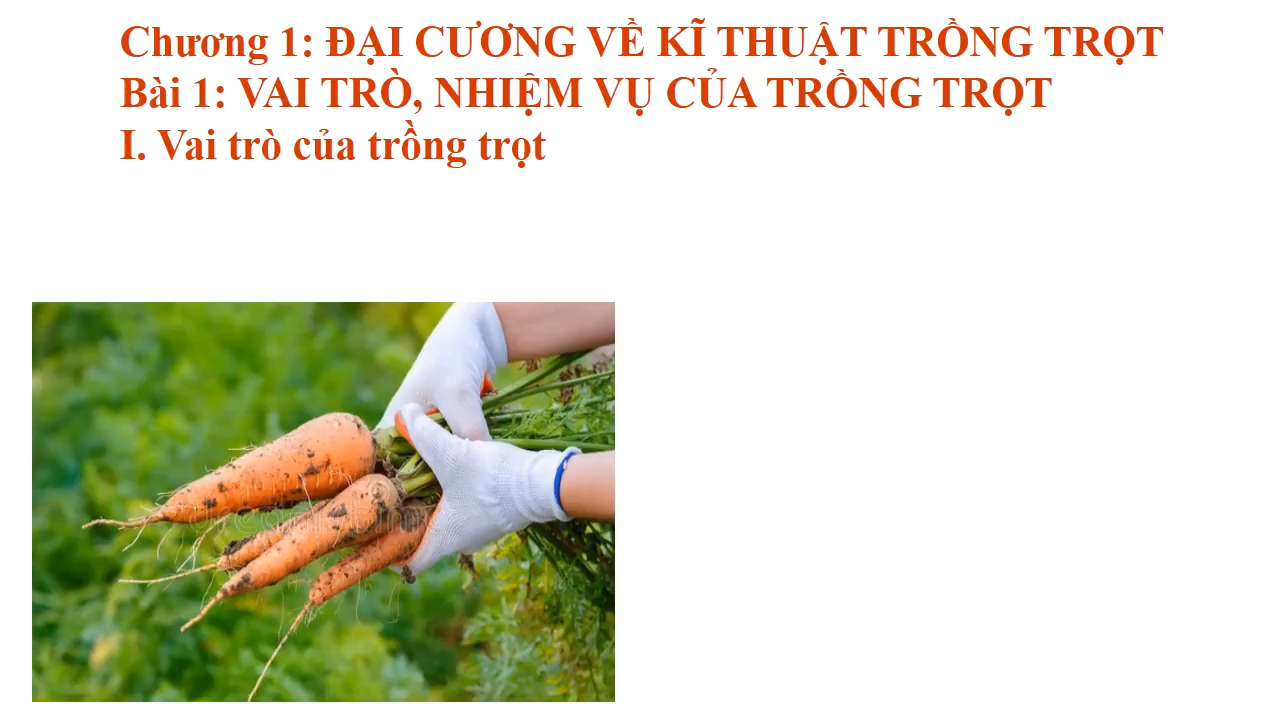 Chương 1: ĐẠI CƯƠNG VỀ KĨ THUẬT TRỒNG TRỌT
Bài 1: VAI TRÒ, NHIỆM VỤ CỦA TRỒNG TRỌT
I. Vai trò của trồng trọt
dreamstime